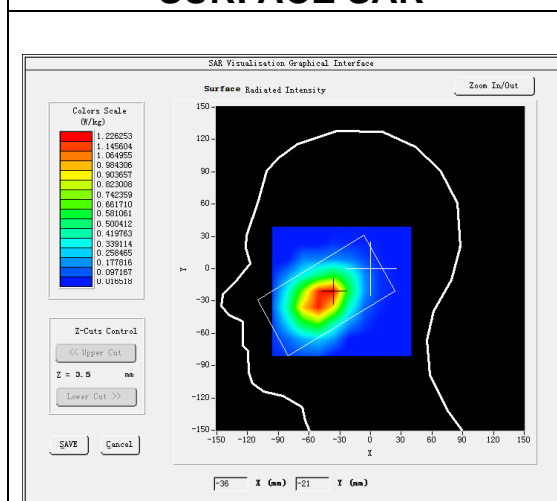 SURFACE SAR
SAR Visualisation Graphical Interface
Surface Radiated Intensity
Zoom In/Out
Colors Scale
(W/kg)
1.226253
1.145604
1.064955
0.984306
0.903657
0.823008
0.742359
0.661710
0.581061
0.500412
0.419763
0.339114
0.258465
0.177816
0.097167
0.016518
Z-Cuts Control
<< Upper Cut
Z = 0.5 mm
Lower Cut >>
SAVE Cancel
150
120
90
60
30
0
-30
-60
-90
-120
-150
Y
-150 -120 -90 -60 -30 0 30 60 90 120 150
X
-36 X (mm) -21 Y (mm)